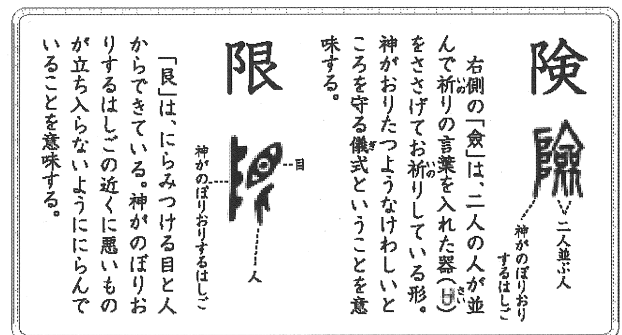 険
二人並ぶ人
神がのぼりおり
するはしご
右側の「僉」は、二人の人が並
んで祈りの言葉を入れた器(口)
いの
さい
をささげてお祈りしている形。
いの
神がおりたつようなけわしいと
ころを守る儀式ということを意
ぎ
味する。
限
目
人
神がのぼりおりするはしご
「艮」は、にらみつける目と人
からできている。神がのぼりお
りするはしごの近くに悪いもの
が立ち入らないようににらんで
いることを意味する。